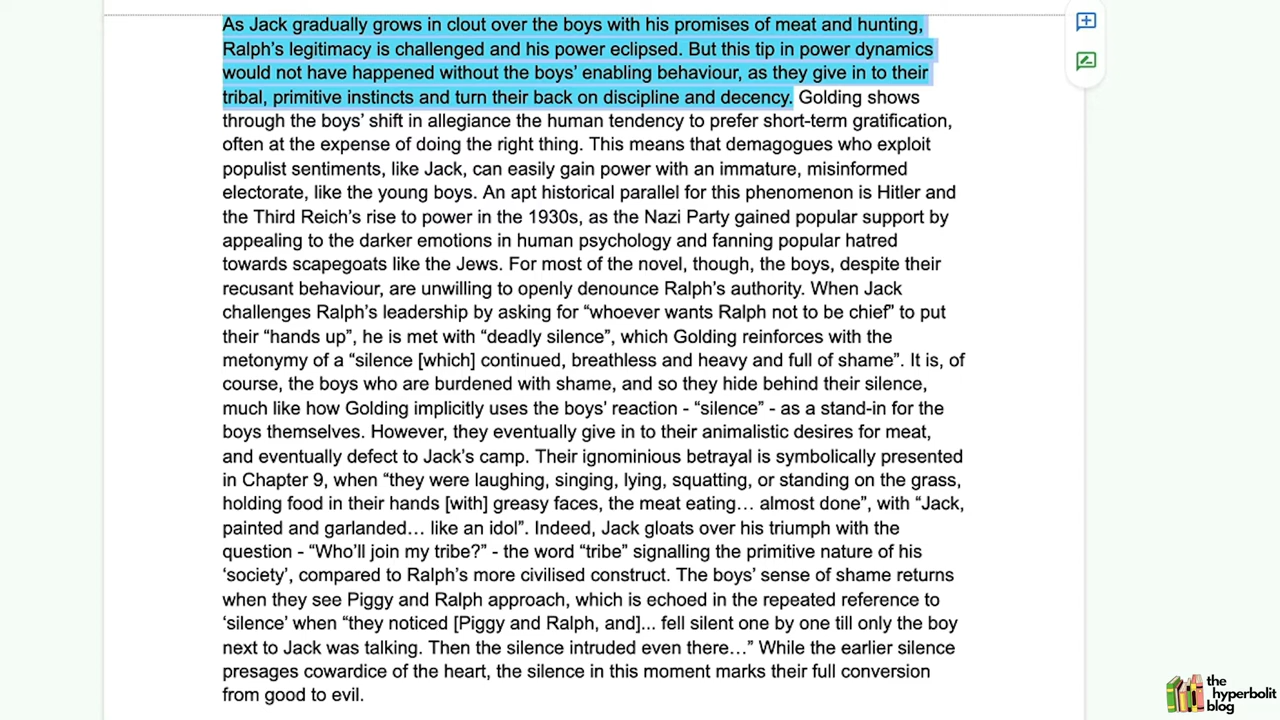 As Jack gradually grows in clout over the boys with his promises of meat and hunting,
Ralph’s legitimacy is challenged and his power eclipsed. But this tip in power dynamics
would not have happened without the boys’ enabling behaviour, as they give in to their
tribal, primitive instincts and turn their back on discipline and decency. Golding shows
through the boys’ shift in allegiance the human tendency to prefer short-term gratification,
often at the expense of doing the right thing. This means that demagogues who exploit
populist sentiments, like Jack, can easily gain power with an immature, misinformed
electorate, like the young boys. An apt historical parallel for this phenomenon is Hitler and
the Third Reich’s rise to power in the 1930s, as the Nazi Party gained popular support by
appealing to the darker emotions in human psychology and fanning popular hatred
towards scapegoats like the Jews. For most of the novel, though, the boys, despite their
recusant behaviour, are unwilling to openly denounce Ralph’s authority. When Jack
challenges Ralph’s leadership by asking for “whoever wants Ralph not to be chief” to put
their “hands up”, he is met with “deadly silence”, which Golding reinforces with the
metonymy of a “silence [which] continued, breathless and heavy and full of shame”. It is, of
course, the boys who are burdened with shame, and so they hide behind their silence,
much like how Golding implicitly uses the boys’ reaction - “silence” - as a stand-in for the
boys themselves. However, they eventually give in to their animalistic desires for meat,
and eventually defect to Jack’s camp. Their ignominious betrayal is symbolically presented
in Chapter 9, when “they were laughing, singing, lying, squatting, or standing on the grass,
holding food in their hands [with] greasy faces, the meat eating… almost done”, with “Jack,
painted and garlanded… like an idol”. Indeed, Jack gloats over his triumph with the
question - “Who’ll join my tribe?” - the word “tribe” signalling the primitive nature of his
‘society’, compared to Ralph’s more civilised construct. The boys’ sense of shame returns
when they see Piggy and Ralph approach, which is echoed in the repeated reference to
‘silence’ when “they noticed [Piggy and Ralph, and]... fell silent one by one till only the boy
next to Jack was talking. Then the silence intruded even there…” While the earlier silence
presages cowardice of the heart, the silence in this moment marks their full conversion
from good to evil.
the
hyperbolit
blog